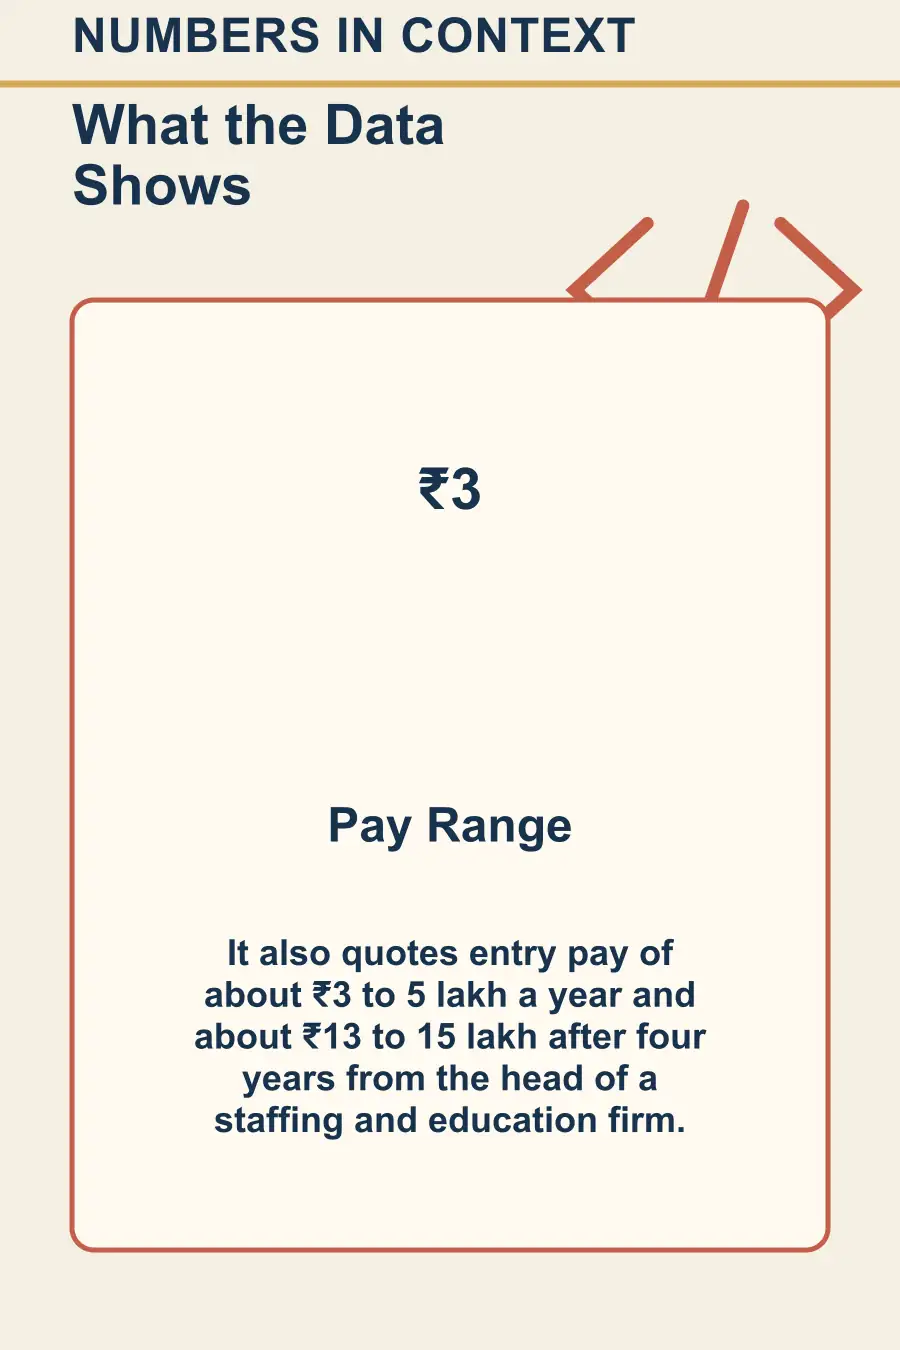 NUMBERS IN CONTEXT
What the Data
Shows
₹3
Pay Range
It also quotes entry pay of
about ₹3 to 5 lakh a year and
about ₹13 to 15 lakh after four
years from the head of a
staffing and education firm.